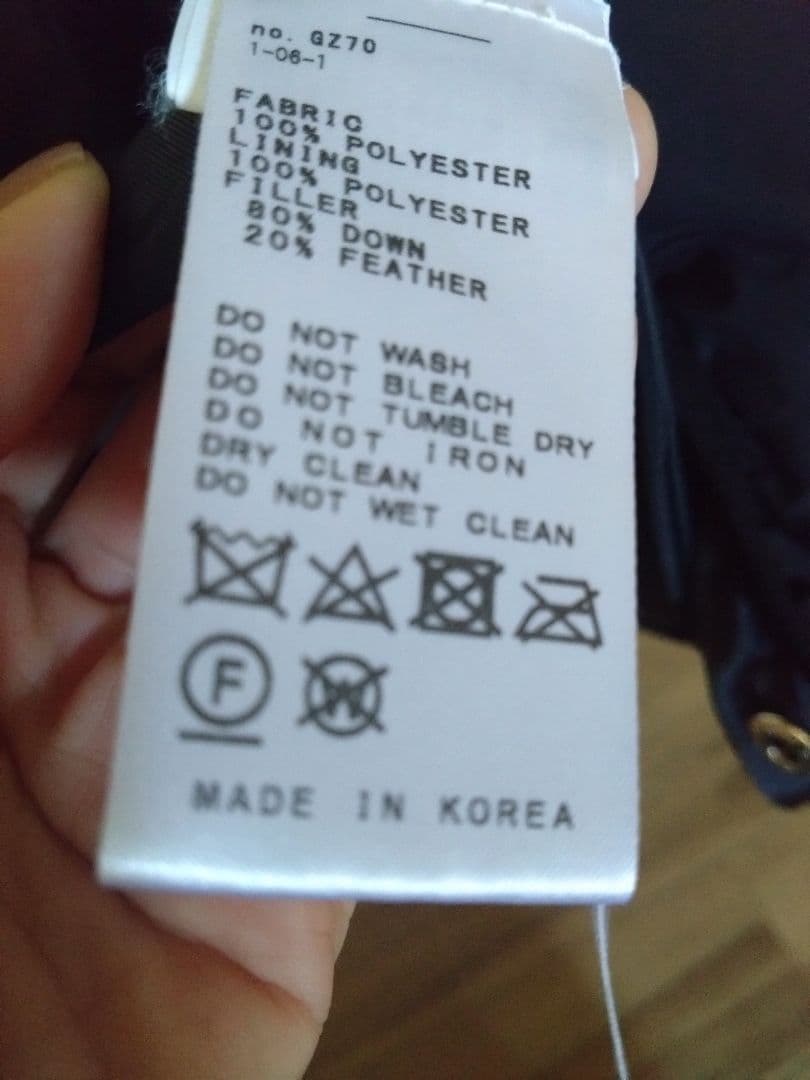 no. GZ70
1-06-1
FABRIC
100% POLYESTER
LINING
100% POLYESTER
FILLER
80% DOWN
20% FEATHER
DO NOT WASH
DO NOT BLEACH
DO NOT TUMBLE DRY
DO NOT IRON
DRY CLEAN
DO NOT WET CLEAN
F
W
MADE IN KOREA